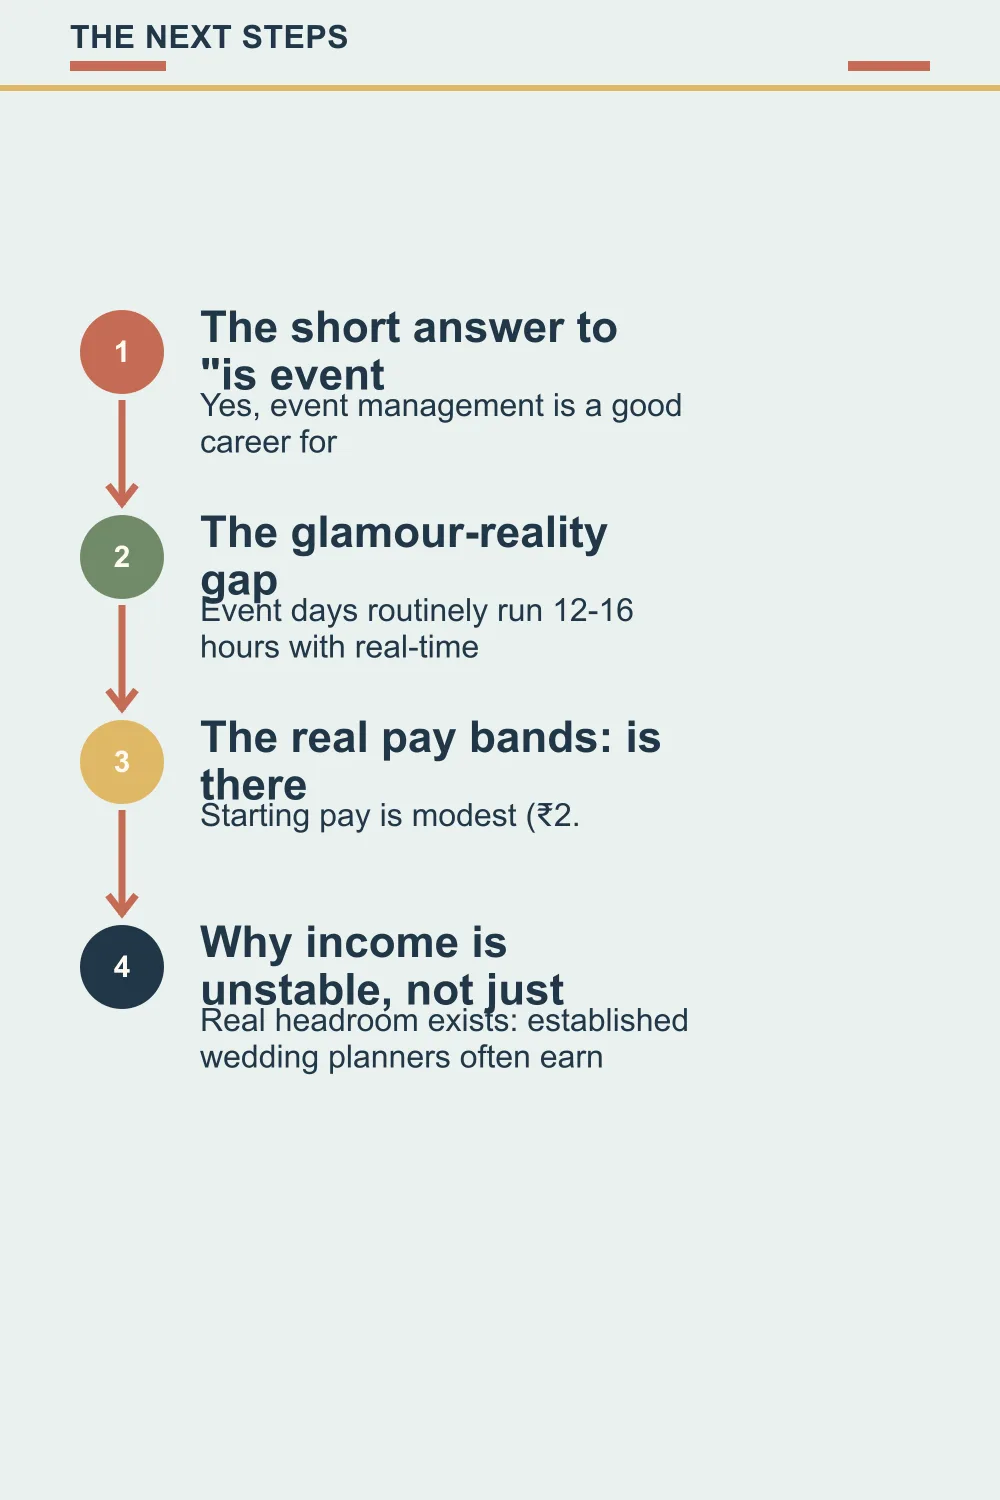 THE NEXT STEPS
1
The short answer to
"is event
Yes, event management is a good
career for
2
The glamour-reality
gap
Event days routinely run 12-16
hours with real-time
3
The real pay bands: is
there
Starting pay is modest (₹2.
4
Why income is
unstable, not just
Real headroom exists: established
wedding planners often earn